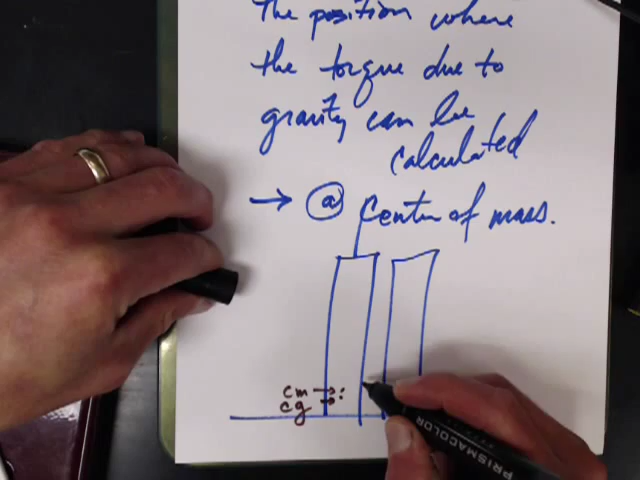 the position where
the torque due to
gravity can be
calculated
→ @ center of mass.
cm →:
cg →
PRISMACOLOR